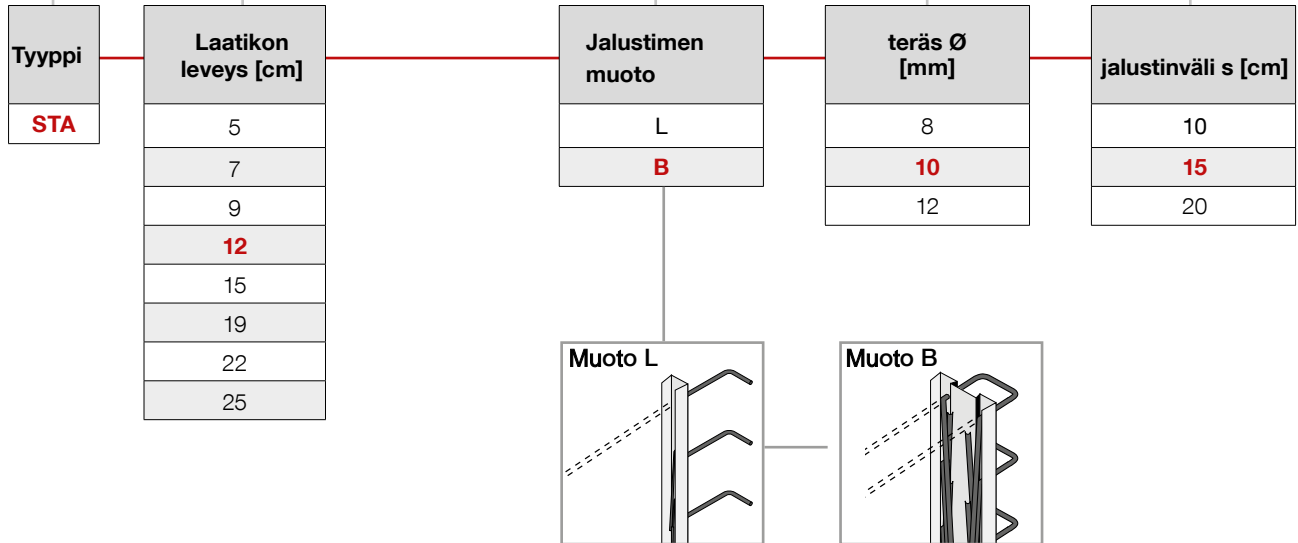 Tyyppi
Laatikon
leveys [cm]
Jalustimen
muoto
teräs Ø
[mm]
jalustinväli s [cm]
STA
5
L
8
10
7
B
10
15
9
12
20
12
15
19
22
25
Muoto L
Muoto B